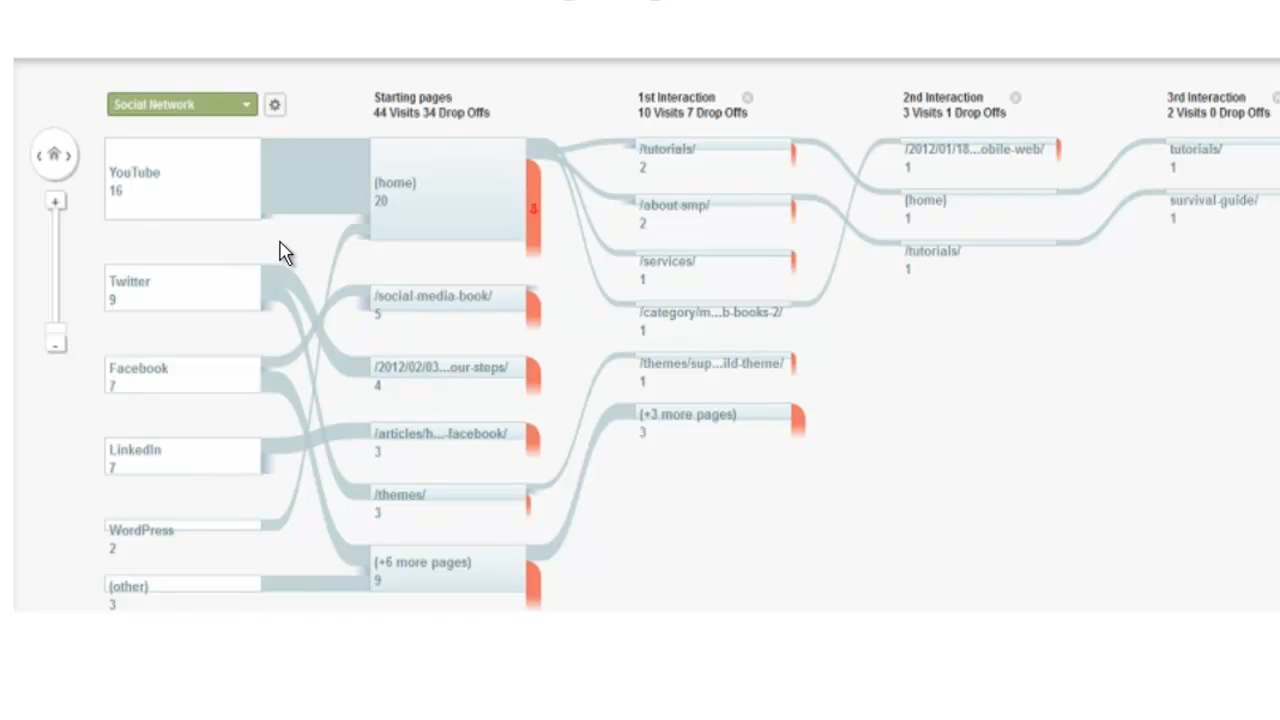 Social Network
Starting pages
44 Visits 34 Drop Offs
1st Interaction
10 Visits 7 Drop Offs
2nd Interaction
3 Visits 1 Drop Offs
3rd Interaction
2 Visits 0 Drop Offs
YouTube
16
Twitter
9
Facebook
7
LinkedIn
7
WordPress
2
(other)
3
(home)
20
/social-media-book/
5
/2012/02/03...our-steps/
4
/articles/h...-facebook/
3
/themes/
3
(+6 more pages)
9
/tutorials/
2
/about-smp/
2
/services/
1
/category/m...b-books-2/
1
/themes/sup...ild-theme/
1
(+3 more pages)
3
/2012/01/18...obile-web/
1
(home)
1
/tutorials/
1
tutorials/
1
survival-guide/
1
+
-